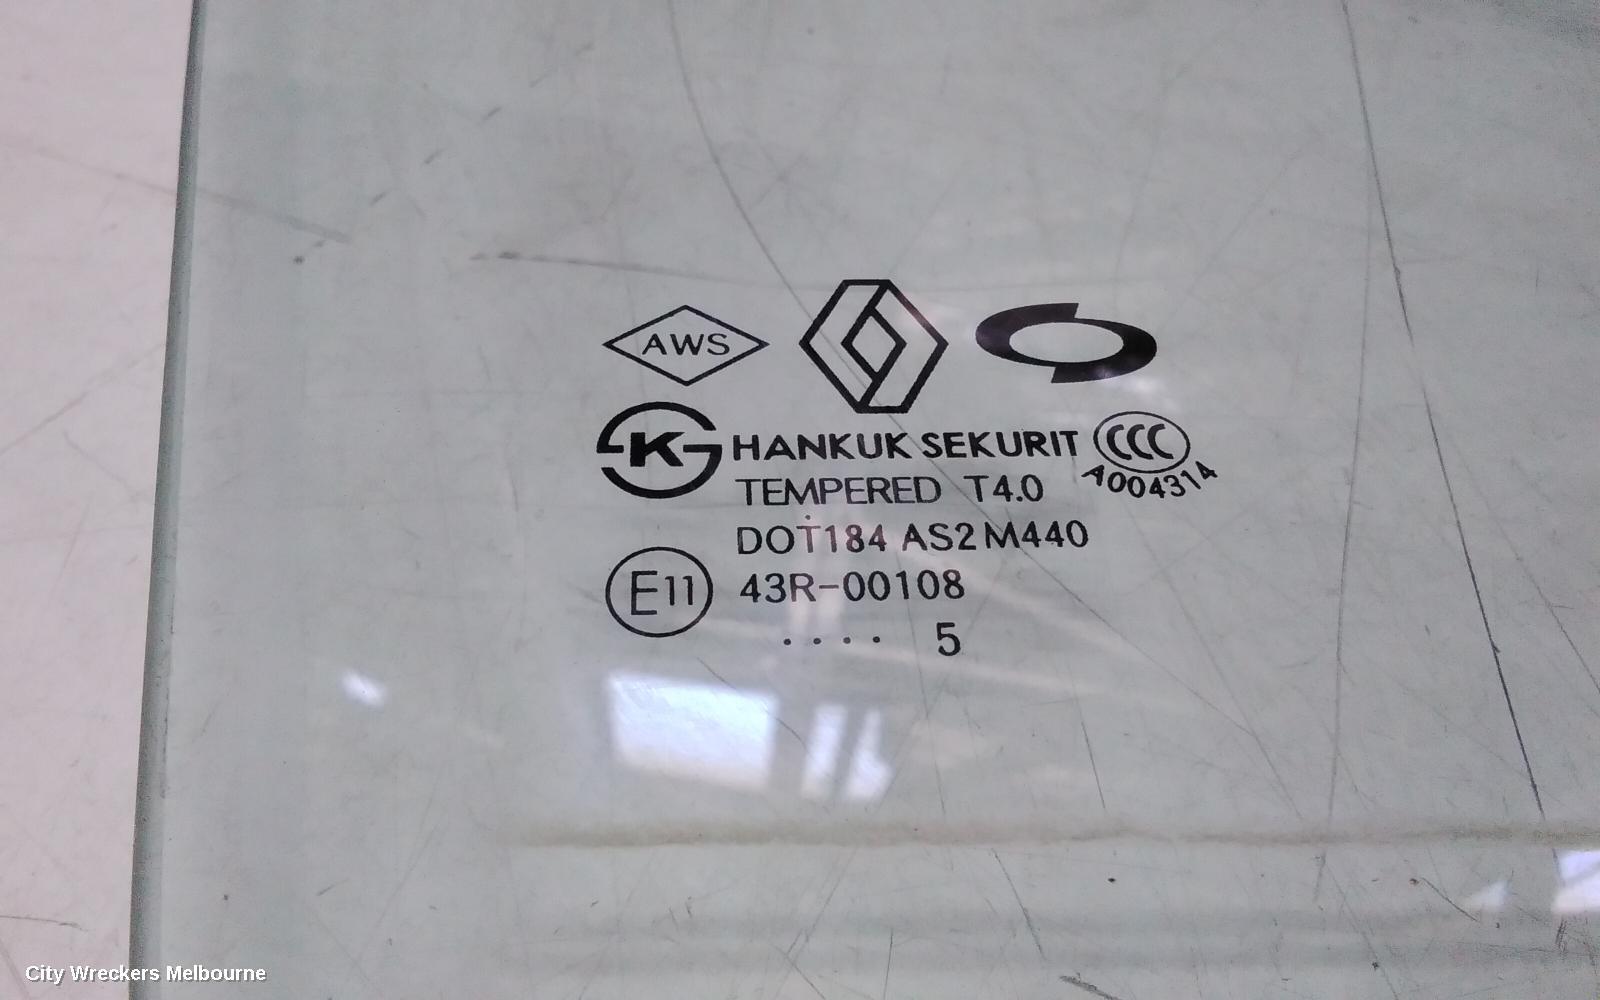 AWS
K HANKUK SEKURIT CCC
A004314
TEMPERED T4.0
DOT184 AS2 M440
E11 43R-00108
.... 5
City Wreckers Melbourne